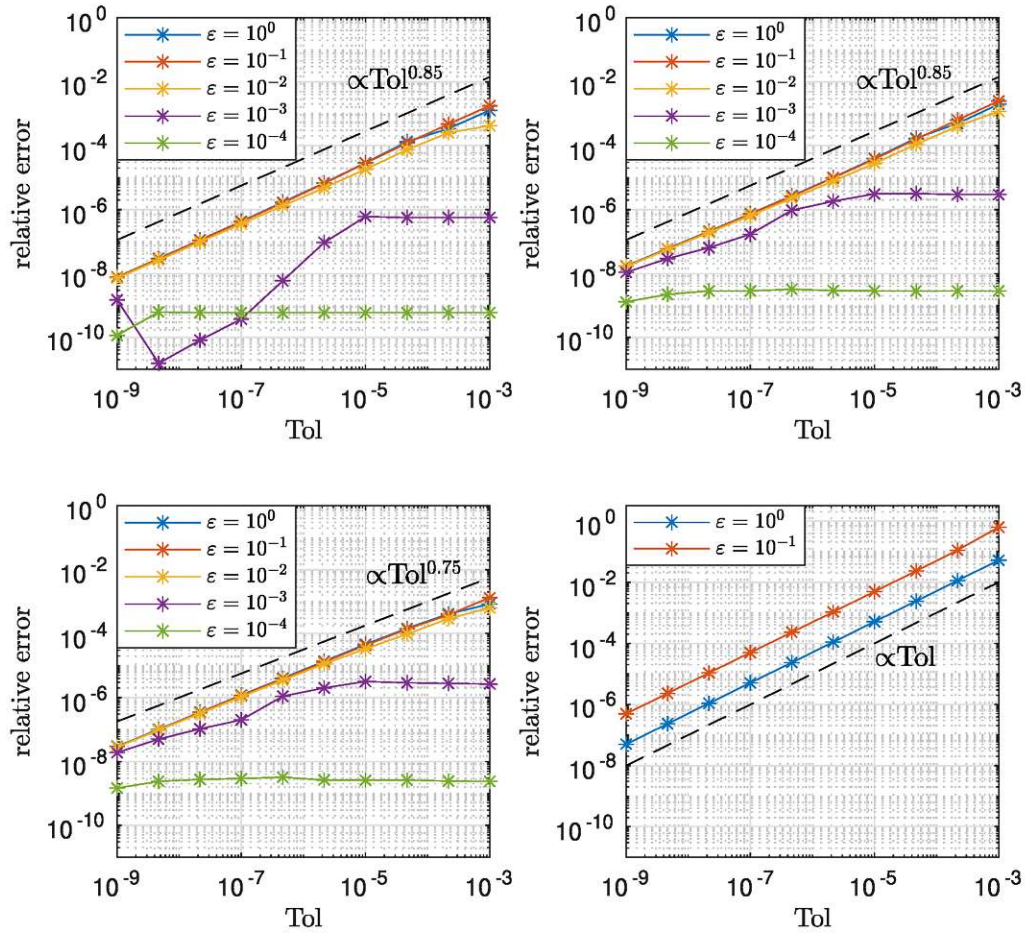 10^0
10^-2
10^-4
10^-6
10^-8
10^-10
relative error
ε = 10^0
ε = 10^-1
ε = 10^-2
ε = 10^-3
ε = 10^-4
∝Tol^0.85
10^-9
10^-7
10^-5
10^-3
Tol
10^0
10^-2
10^-4
10^-6
10^-8
10^-10
relative error
ε = 10^0
ε = 10^-1
ε = 10^-2
ε = 10^-3
ε = 10^-4
∝Tol^0.85
10^-9
10^-7
10^-5
10^-3
Tol
10^0
10^-2
10^-4
10^-6
10^-8
10^-10
relative error
ε = 10^0
ε = 10^-1
ε = 10^-2
ε = 10^-3
ε = 10^-4
∝Tol^0.75
10^-9
10^-7
10^-5
10^-3
Tol
10^0
10^-2
10^-4
10^-6
10^-8
10^-10
relative error
ε = 10^0
ε = 10^-1
∝Tol
10^-9
10^-7
10^-5
10^-3
Tol